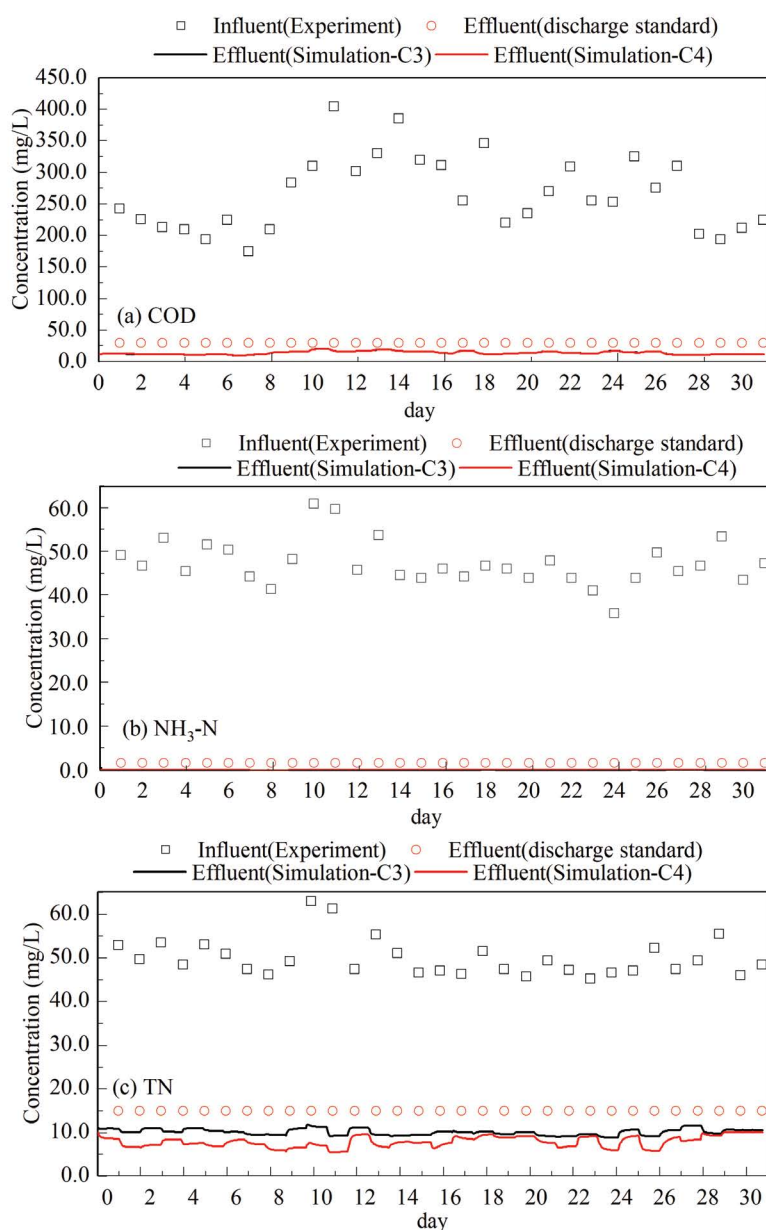 Influent(Experiment) Effluent(discharge standard)
Effluent(Simulation-C3) Effluent(Simulation-C4)
450.0
400.0
350.0
300.0
250.0
200.0
150.0
100.0
50.0
0.0
Concentration (mg/L)
(a) COD
0 2 4 6 8 10 12 14 16 18 20 22 24 26 28 30
day
Influent(Experiment) Effluent(discharge standard)
Effluent(Simulation-C3) Effluent(Simulation-C4)
60.0
50.0
40.0
30.0
20.0
10.0
0.0
Concentration (mg/L)
(b) NH3-N
0 2 4 6 8 10 12 14 16 18 20 22 24 26 28 30
day
Influent(Experiment) Effluent(discharge standard)
Effluent(Simulation-C3) Effluent(Simulation-C4)
60.0
50.0
40.0
30.0
20.0
10.0
0.0
Concentration (mg/L)
(c) TN
0 2 4 6 8 10 12 14 16 18 20 22 24 26 28 30
day